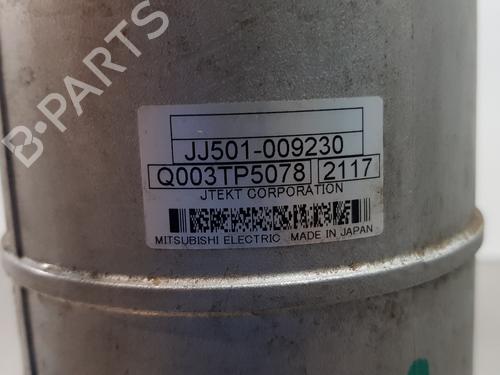 B-PARTS
JJ501-009230
Q003TP5078 2117
JTEKT CORPORATION
MITSUBISHI ELECTRIC MADE IN JAPAN